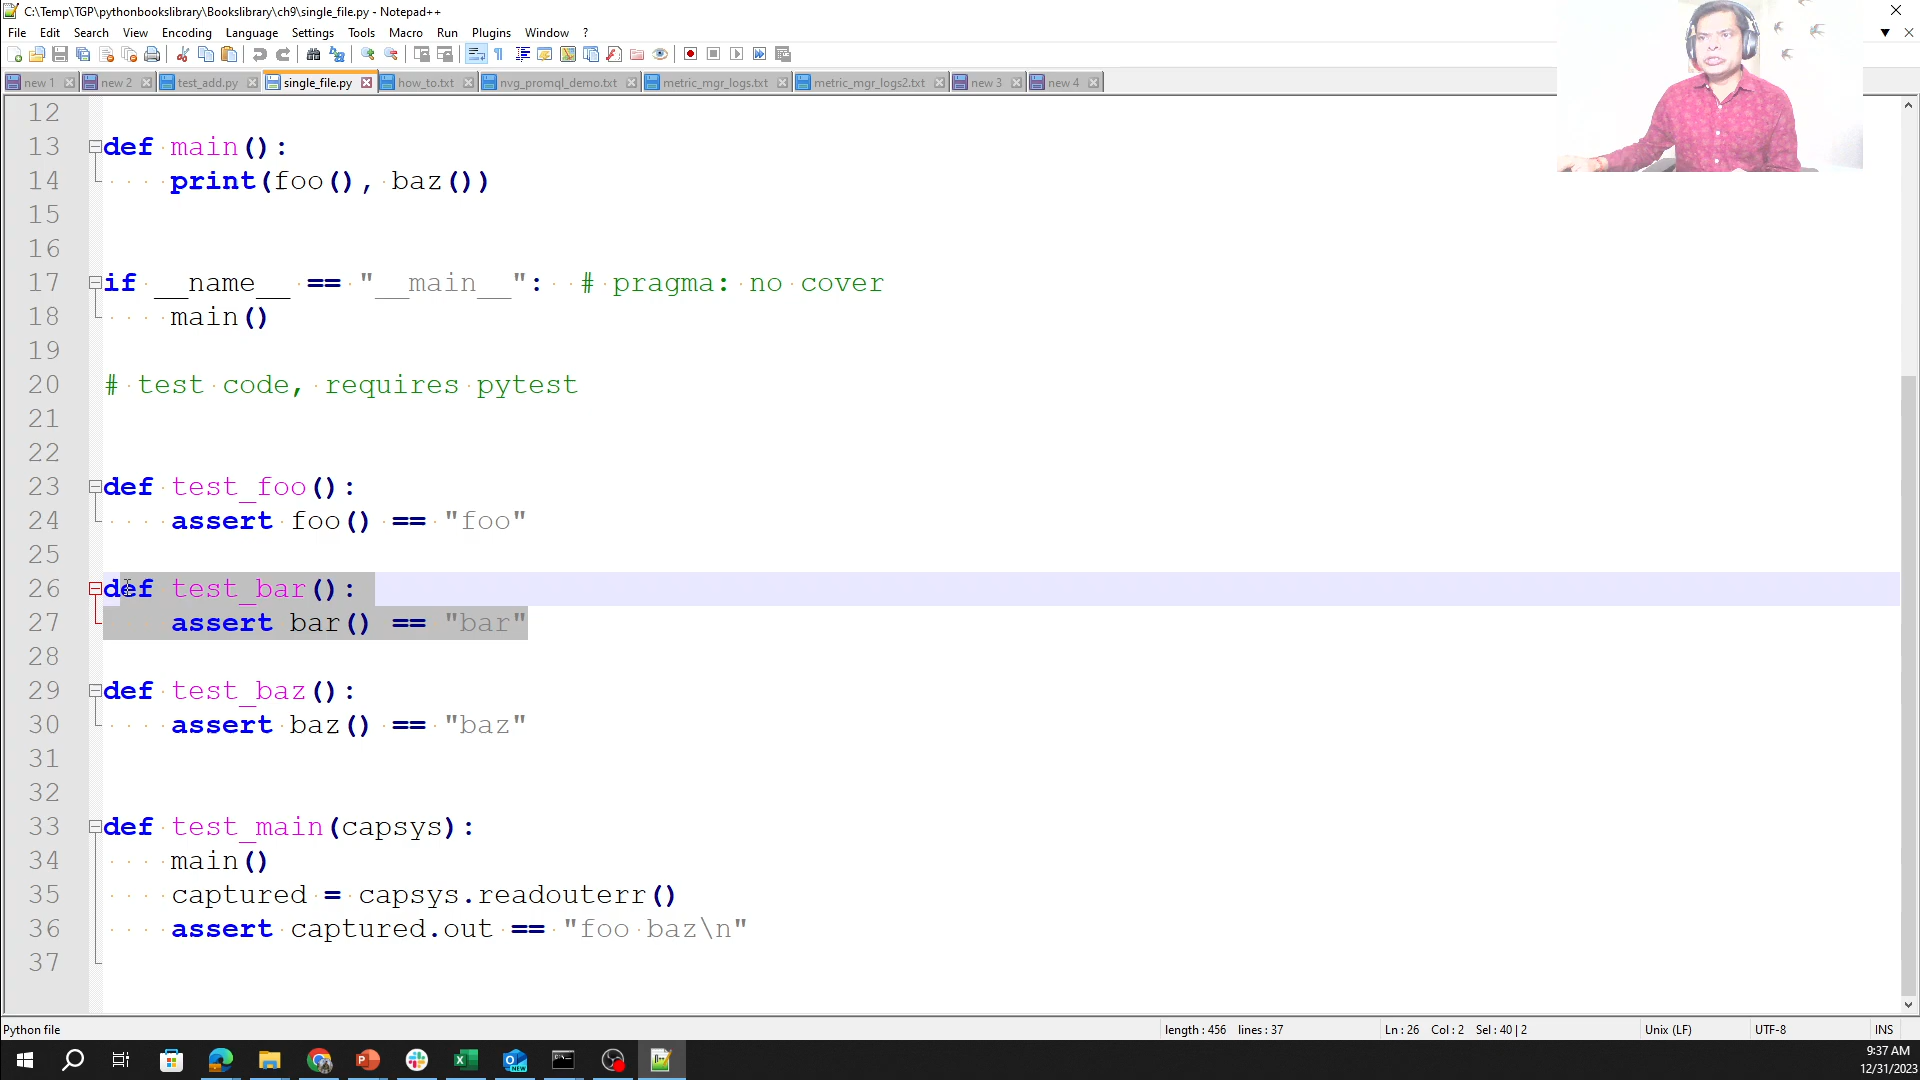 C:\Temp\TGP\pythonbookslibrary\Bookslibrary\ch9\single_file.py - Notepad++
File Edit Search View Encoding Language Settings Tools Macro Run Plugins Window ?
new 1 new 2 test_add.py single_file.py how_to.txt nvg_promql_demo.txt metric_mgr_logs.txt metric_mgr_logs2.txt new 3 new 4
12
13 def main():
14 print(foo(), baz())
15
16
17 if __name__ == "__main__": # pragma: no cover
18 main()
19
20 # test code, requires pytest
21
22
23 def test_foo():
24 assert foo() == "foo"
25
26 def test_bar():
27 assert bar() == "bar"
28
29 def test_baz():
30 assert baz() == "baz"
31
32
33 def test_main(capsys):
34 main()
35 captured = capsys.readouterr()
36 assert captured.out == "foo baz\n"
37
Python file length : 456 lines : 37 Ln : 26 Col : 2 Sel : 40 | 2 Unix (LF) UTF-8 INS
9:37 AM
12/31/2023